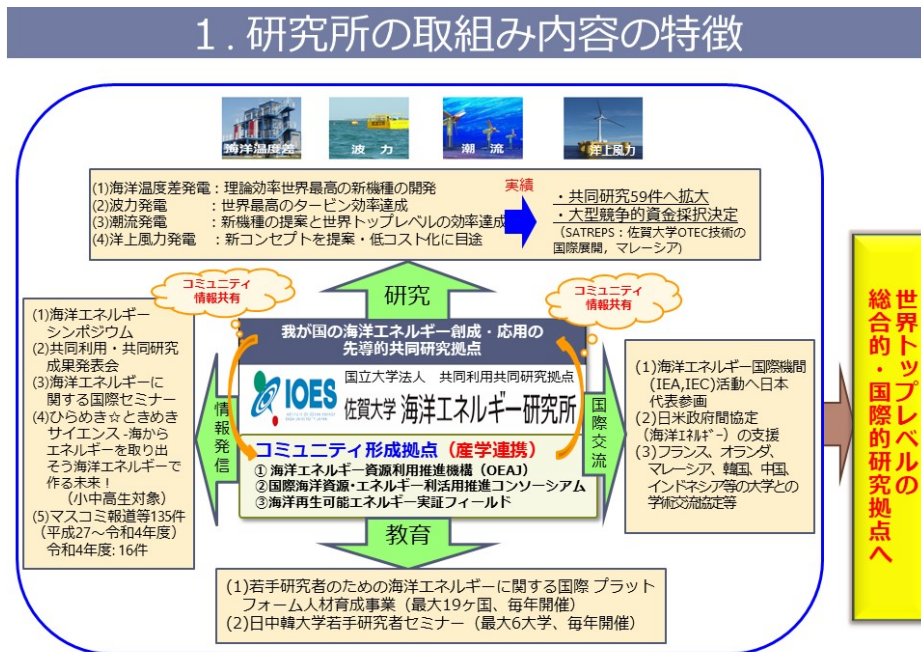 1．研究所の取組み内容の特徴
海洋温度差
波 力
潮 流
洋上風力
(1)海洋温度差発電：理論効率世界最高の新機種の開発
(2)波力発電　　　：世界最高のタービン効率達成
(3)潮流発電　　　：新機種の提案と世界トップレベルの効率達成
(4)洋上風力発電　：新コンセプトを提案・低コスト化に目途
実績
・共同研究59件へ拡大
・大型競争的資金採択決定
（SATREPS：佐賀大学OTEC技術の
国際展開，マレーシア）
コミュニティ
情報共有
研究
コミュニティ
情報共有
(1)海洋エネルギー
シンポジウム
(2)共同利用・共同研究
成果発表会
(3)海洋エネルギーに
関する国際セミナー
(4)ひらめき☆ときめき
サイエンス -海から
エネルギーを取り出
そう海洋エネルギーで
作る未来！
（小中高生対象）
(5)マスコミ報道等135件
（平成27～令和4年度）
令和4年度: 16件
情報発信
我が国の海洋エネルギー創成・応用の
先導的共同研究拠点
IOES
国立大学法人　共同利用共同研究拠点
佐賀大学 海洋エネルギー研究所
コミュニティ形成拠点（産学連携）
① 海洋エネルギー資源利用推進機構（OEAJ）
②国際海洋資源・エネルギー利活用推進コンソーシアム
③海洋再生可能エネルギー実証フィールド
国際交流
(1)海洋エネルギー国際機関
(IEA,IEC)活動へ日本
代表参画
(2)日米政府間協定
（海洋ｴﾈﾙｷﾞｰ）の支援
(3)フランス、オランダ、
マレーシア、韓国、中国、
インドネシア等の大学との
学術交流協定等
教育
(1)若手研究者のための海洋エネルギーに関する国際 プラット
フォーム人材育成事業（最大19ヶ国、毎年開催）
(2)日中韓大学若手研究者セミナー（最大6大学、毎年開催）
世界トップレベルの
総合的・国際的研究拠点へ